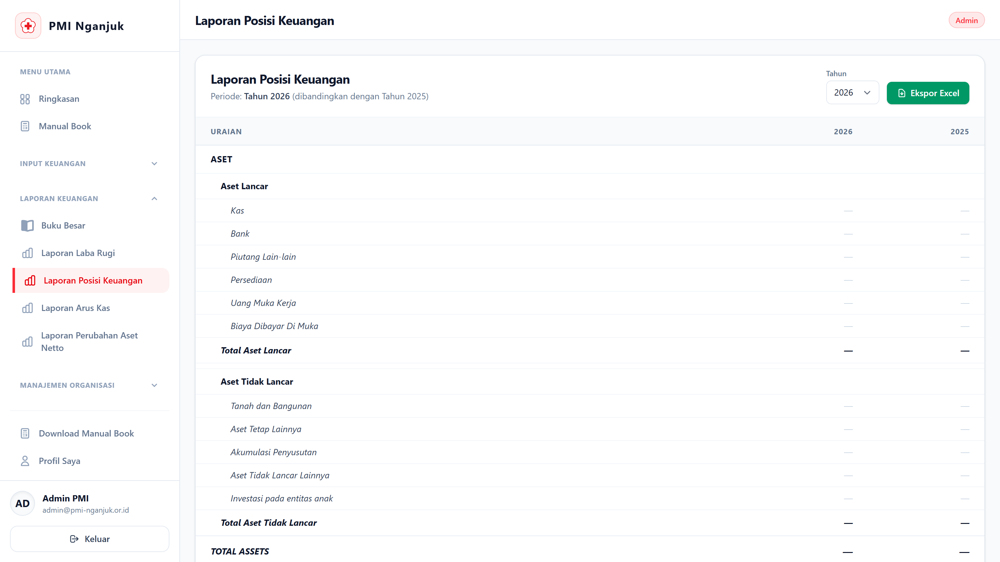 PMI Nganjuk
MENU UTAMA
Ringkasan
Manual Book
INPUT KEUANGAN
LAPORAN KEUANGAN
Buku Besar
Laporan Laba Rugi
Laporan Posisi Keuangan
Laporan Arus Kas
Laporan Perubahan Aset
Netto
MANAJEMEN ORGANISASI
Download Manual Book
Profil Saya
AD
Admin PMI
admin@pmi-nganjuk.or.id
Keluar
Laporan Posisi Keuangan
Admin
Laporan Posisi Keuangan
Periode: Tahun 2026 (dibandingkan dengan Tahun 2025)
Tahun
2026
Ekspor Excel
URAIAN 2026 2025
ASET
Aset Lancar
Kas — —
Bank — —
Piutang Lain-lain — —
Persediaan — —
Uang Muka Kerja — —
Biaya Dibayar Di Muka — —
Total Aset Lancar — —
Aset Tidak Lancar
Tanah dan Bangunan — —
Aset Tetap Lainnya — —
Akumulasi Penyusutan — —
Aset Tidak Lancar Lainnya — —
Investasi pada entitas anak — —
Total Aset Tidak Lancar — —
TOTAL ASSETS — —